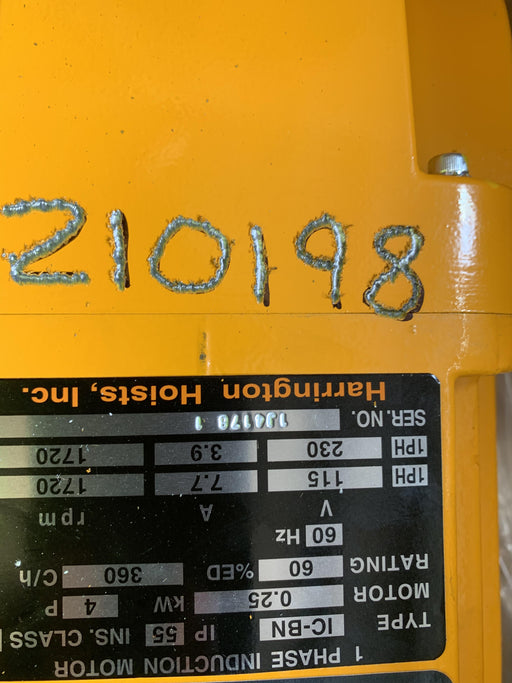 210198
1 PHASE INDUCTION MOTOR
TYPE IC-BN IP 55 INS. CLASS
MOTOR 0.25 kW 4 P
RATING 60 %ED 360 C/h
60 Hz
V A rpm
1PH 115 7.7 1720
1PH 230 3.9 1720
SER. NO.
Harrington Hoists, Inc.